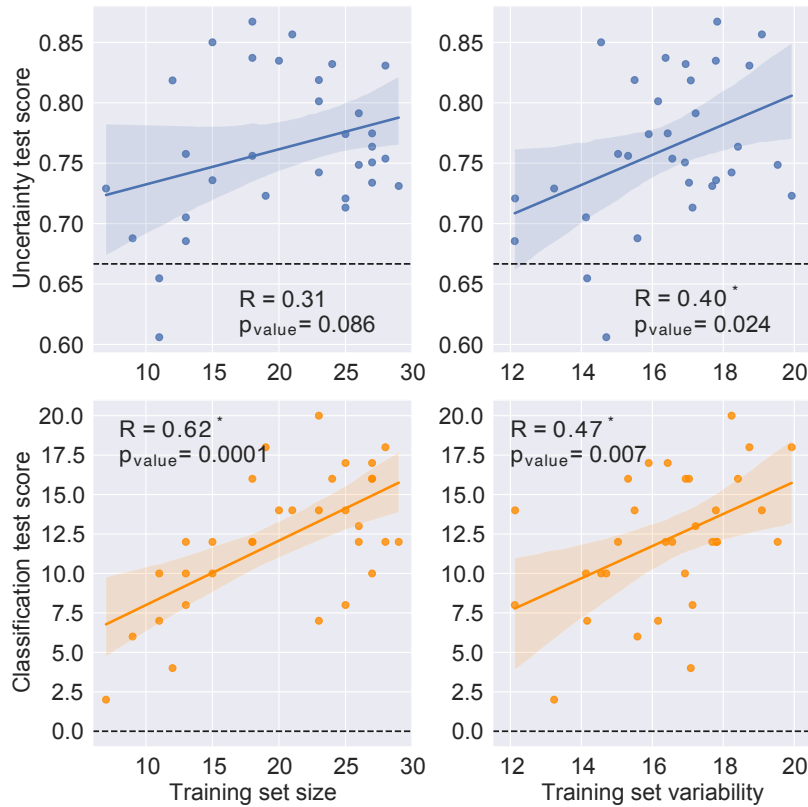 Uncertainty test score
0.85
0.80
0.75
0.70
0.65
0.60
R = 0.31
pvalue = 0.086
10 15 20 25 30
0.85
0.80
0.75
0.70
0.65
0.60
R = 0.40 *
pvalue = 0.024
12 14 16 18 20
Classification test score
20.0
17.5
15.0
12.5
10.0
7.5
5.0
2.5
0.0
R = 0.62 *
pvalue = 0.0001
10 15 20 25 30
Training set size
20.0
17.5
15.0
12.5
10.0
7.5
5.0
2.5
0.0
R = 0.47 *
pvalue = 0.007
12 14 16 18 20
Training set variability